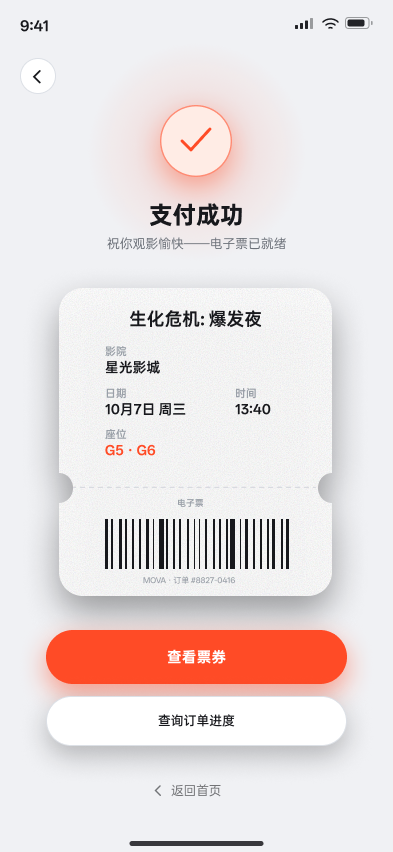 9:41
支付成功
祝你观影愉快——电子票已就绪
生化危机: 爆发夜
影院
星光影城
日期
时间
10月7日 周三
13:40
座位
G5 · G6
电子票
MOVA · 订单 #8827-0416
查看票券
查询订单进度
返回首页